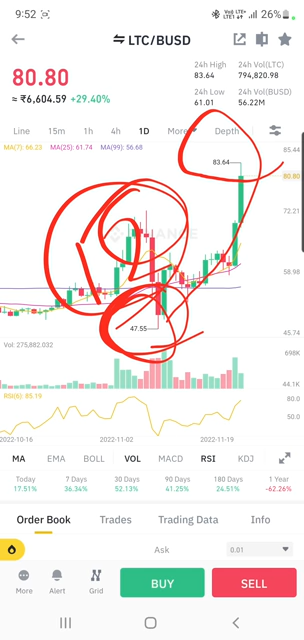 9:52 Vo) LTE+ LTE1 26%
LTC/BUSD
80.80
≈ ₹6,604.59 +29.40%
24h High 24h Vol(LTC)
83.64 794,820.98
24h Low 24h Vol(BUSD)
61.01 56.22M
Line 15m 1h 4h 1D More Depth
MA(7): 66.23 MA(25): 61.74 MA(99): 56.68
85.44
83.64
80.80
72.21
BINANCE
58.98
47.55
45.74
Vol: 275,882.032
698K
44.1K
RSI(6): 85.19
80.0
50.0
2022-10-16 2022-11-02 2022-11-19
MA EMA BOLL VOL MACD RSI KDJ
Today 7 Days 30 Days 90 Days 180 Days 1 Year
17.51% 36.34% 52.13% 41.25% 24.51% -62.26%
Order Book Trades Trading Data Info
Ask 0.01
More Alert Grid BUY SELL